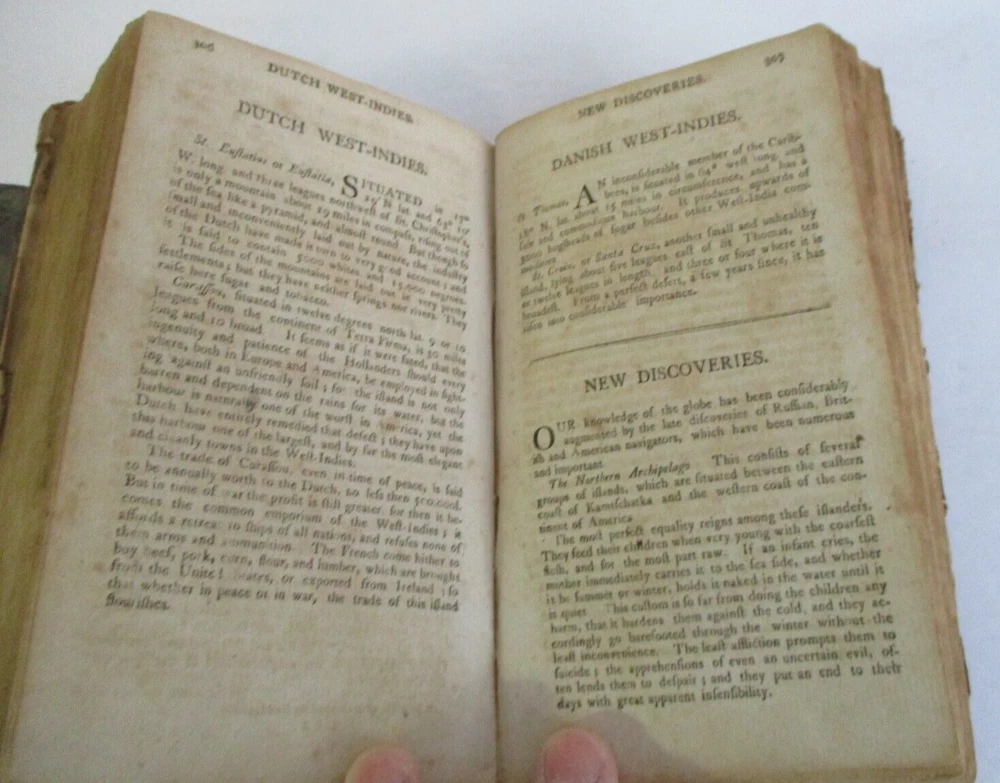 306
DUTCH WEST-INDIES
DUTCH WEST-INDIES.
St. Euſtatius or Euſtatia, SITUATED in 17°
N lat and 63° 10′
W. long and three leagues northweſt of St. Chriſtopher's,
is only a mountain about 29 miles in compaſs, riſing out of
the ſea like a pyramid, and almoſt round. But though ſo
ſmall and inconveniently laid out by nature, the induſtry
of the Dutch have made it turn to very good account; and
it is ſaid to contain 5000 whites and 15,000 negroes.
The ſides of the mountains are laid out in very pretty
ſettlements; but they have neither ſprings nor rivers. They
raiſe here ſugar and tobacco.
Curaſſou, ſituated in twelve degrees north lat. 9 or 10
leagues from the continent of Terra Firma, is 30 miles
long and 10 broad. It ſeems as if it were fated, that the
ingenuity and patience of the Hollanders ſhould every
where, both in Europe and America, be employed in fight-
ing againſt an unfriendly ſoil; for the iſland is not only
barren and dependent on the rains for its water, but the
harbour is naturally one of the worſt in America, yet the
Dutch have entirely remedied that defect; they have upon
this harbour one of the largeſt, and by far the moſt elegant
and cleanly towns in the Weſt-Indies.
The trade of Curaſſou, even in time of peace, is ſaid
to be annually worth to the Dutch, no leſs then 500,000l.
But in time of war the profit is ſtill greater, for then it be-
comes the common emporium of the Weſt-Indies; it
affords a retreat to ſhips of all nations, and refuſes none of
them arms and ammunition. The French come hither to
buy beef, pork, corn, flour, and lumber, which are brought
from the United States, or exported from Ireland; ſo
that whether in peace or in war, the trade of this iſland
flouriſhes.
307
NEW DISCOVERIES.
DANISH WEST-INDIES.
St Thomas, AN inconſiderable member of the Carib-
bees, is ſituated in 64° weſt long. and
18° N. lat. about 15 miles in circumference, and has a
ſafe and commodious harbour. It produces upwards of
3000 hogſheads of ſugar beſides other Weſt-India com-
modities
St. Croix, or Santa Cruz, another ſmall and unhealthy
iſland, lying about five leagues eaſt of St Thomas, ten
or twelve leagues in length, and three or four where it is
broadeſt. From a perfect deſert, a few years ſince, it has
riſen into conſiderable importance.
NEW DISCOVERIES.
OUR knowledge of the globe has been conſiderably
augmented by the late diſcoveries of Ruſſian, Brit-
iſh and American navigators, which have been numerous
and important
The Northern Archipelago This conſiſts of ſeveral
groups of iſlands, which are ſituated between the eaſtern
coaſt of Kamtſchatka and the weſtern coaſt of the con-
tinent of America
The moſt perfect equality reigns among theſe iſlanders.
They feed their children when very young with the coarſeſt
fleſh, and for the moſt part raw. If an infant cries, the
mother immediately carries it to the ſea ſide, and whether
it be ſummer or winter, holds it naked in the water until it
is quiet This cuſtom is ſo far from doing the children any
harm, that it hardens them againſt the cold, and they ac-
cordingly go barefooted through the winter without the
leaſt inconvenience. The leaſt affliction prompts them to
ſuicide; the apprehenſions of even an uncertain evil, of-
ten lends them to deſpair; and they put an end to their
days with great apparent inſenſibility.